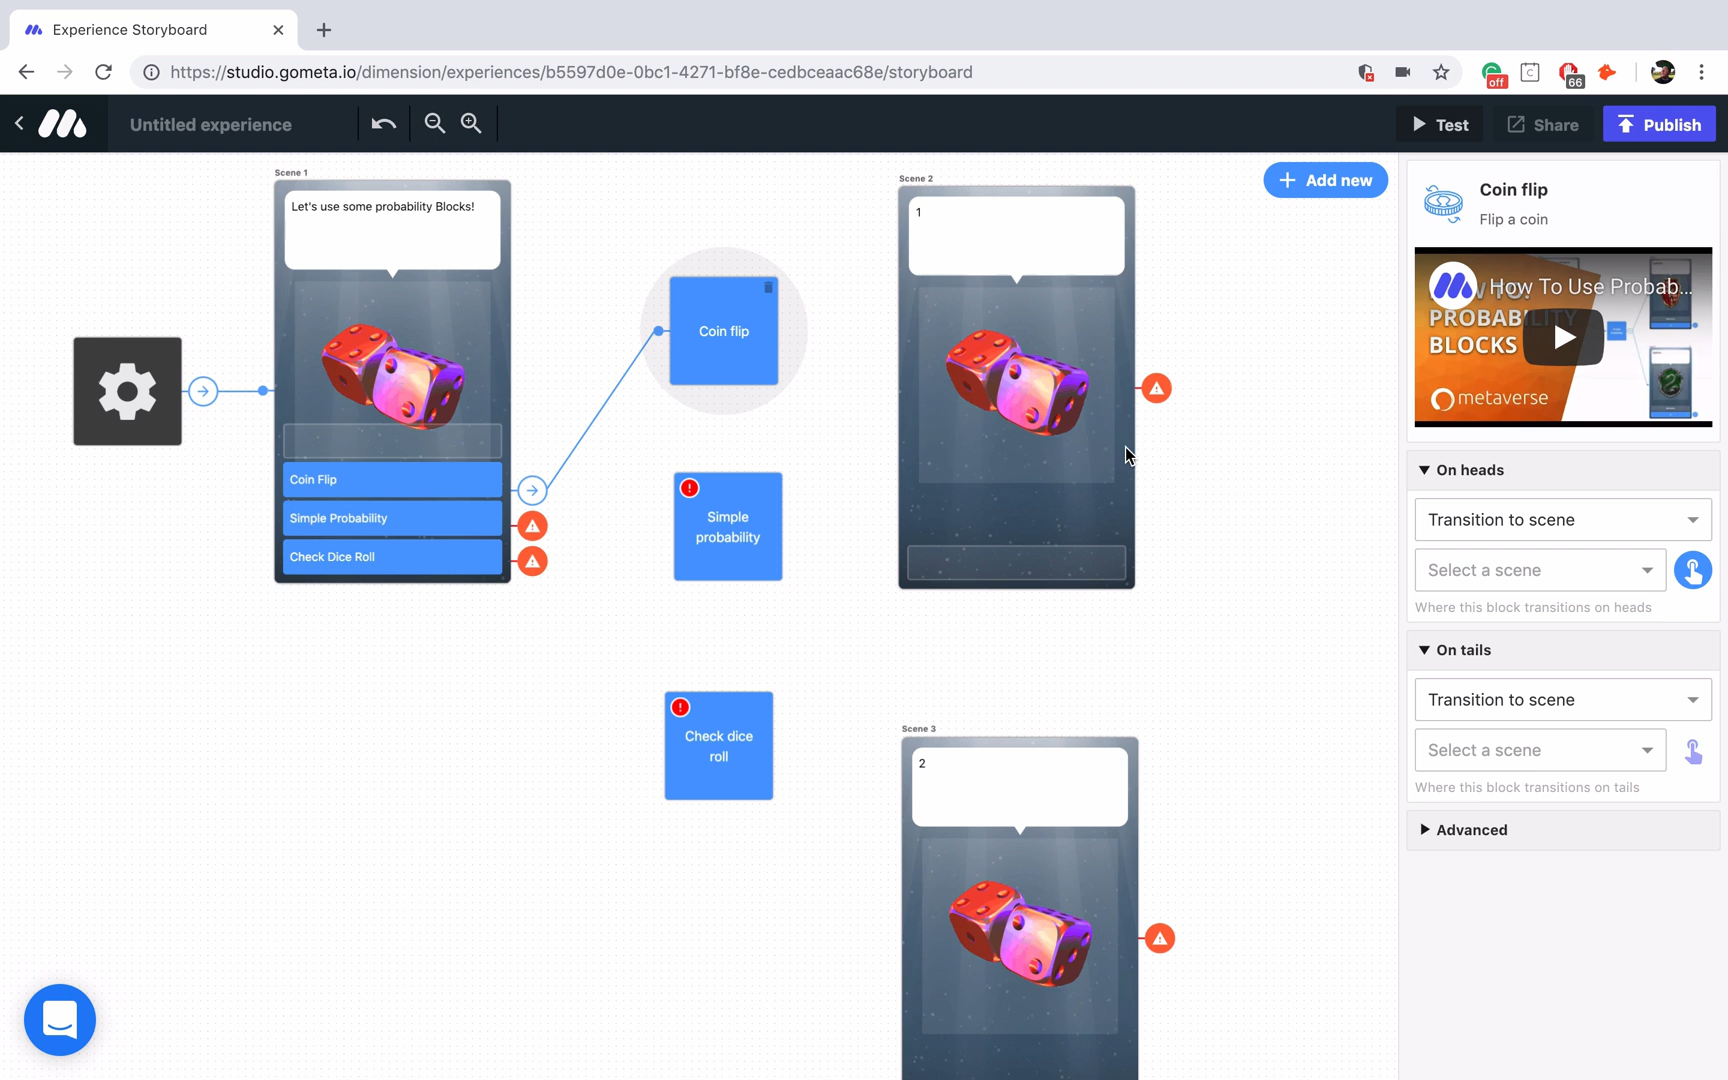 Experience Storyboard
https://studio.gometa.io/dimension/experiences/b5597d0e-0bc1-4271-bf8e-cedbceaac68e/storyboard
off
C
66
Untitled experience
Test
Share
Publish
Scene 1
Let's use some probability Blocks!
Coin Flip
Simple Probability
Check Dice Roll
Coin flip
Simple
probability
Check dice
roll
Scene 2
1
Scene 3
2
Add new
Coin flip
Flip a coin
How To Use Probab...
PROBABILITY
BLOCKS
metaverse
On heads
Transition to scene
Select a scene
Where this block transitions on heads
On tails
Transition to scene
Select a scene
Where this block transitions on tails
Advanced